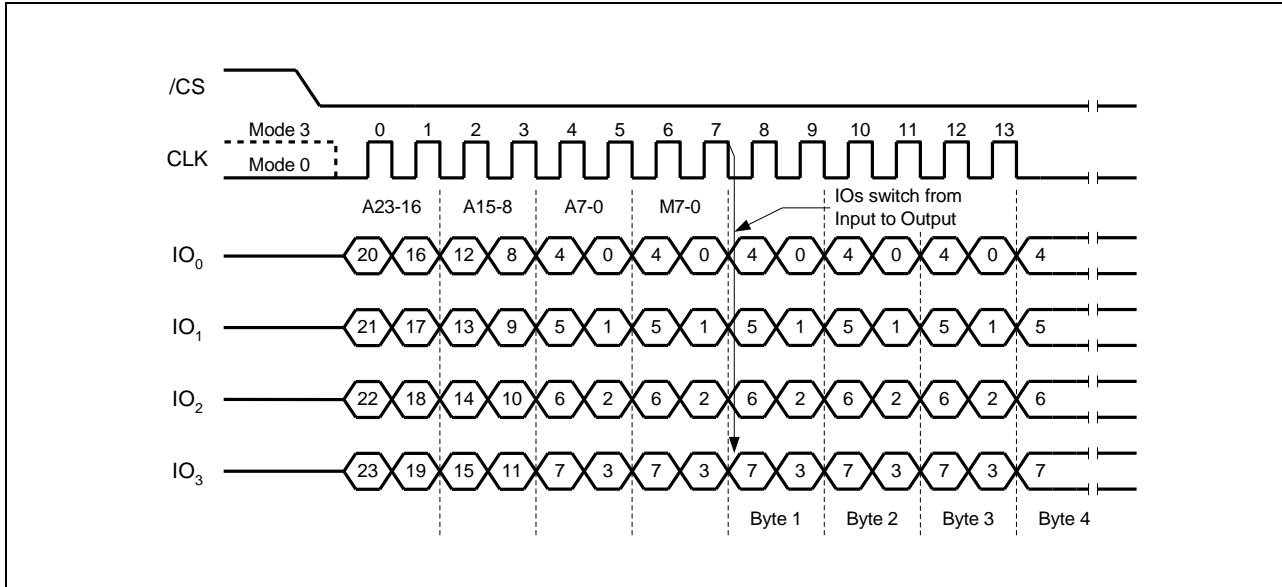 /CS
Mode 3 0 1 2 3 4 5 6 7 8 9 10 11 12 13
CLK
Mode 0
A23-16 A15-8 A7-0 M7-0
IOs switch from
Input to Output
IO0 20 16 12 8 4 0 4 0 4 0 4 0 4 0 4
IO1 21 17 13 9 5 1 5 1 5 1 5 1 5 1 5
IO2 22 18 14 10 6 2 6 2 6 2 6 2 6 2 6
IO3 23 19 15 11 7 3 7 3 7 3 7 3 7 3 7
Byte 1 Byte 2 Byte 3 Byte 4